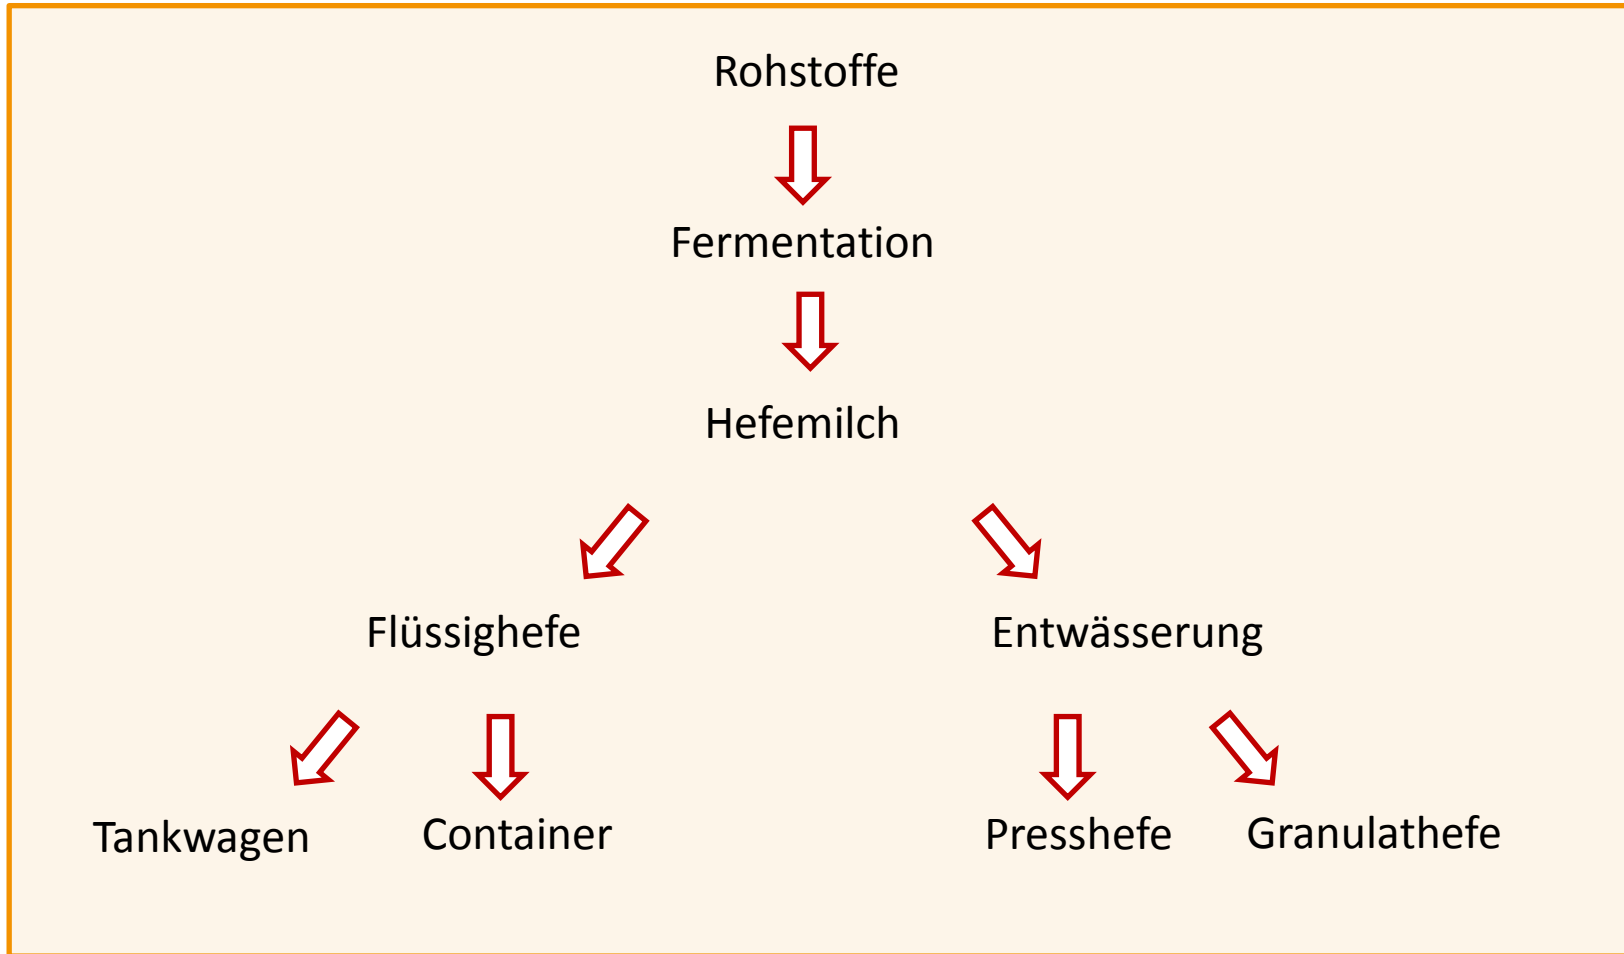 Rohstoffe
Fermentation
Hefemilch
Flüssighefe
Entwässerung
Tankwagen
Container
Presshefe
Granulathefe